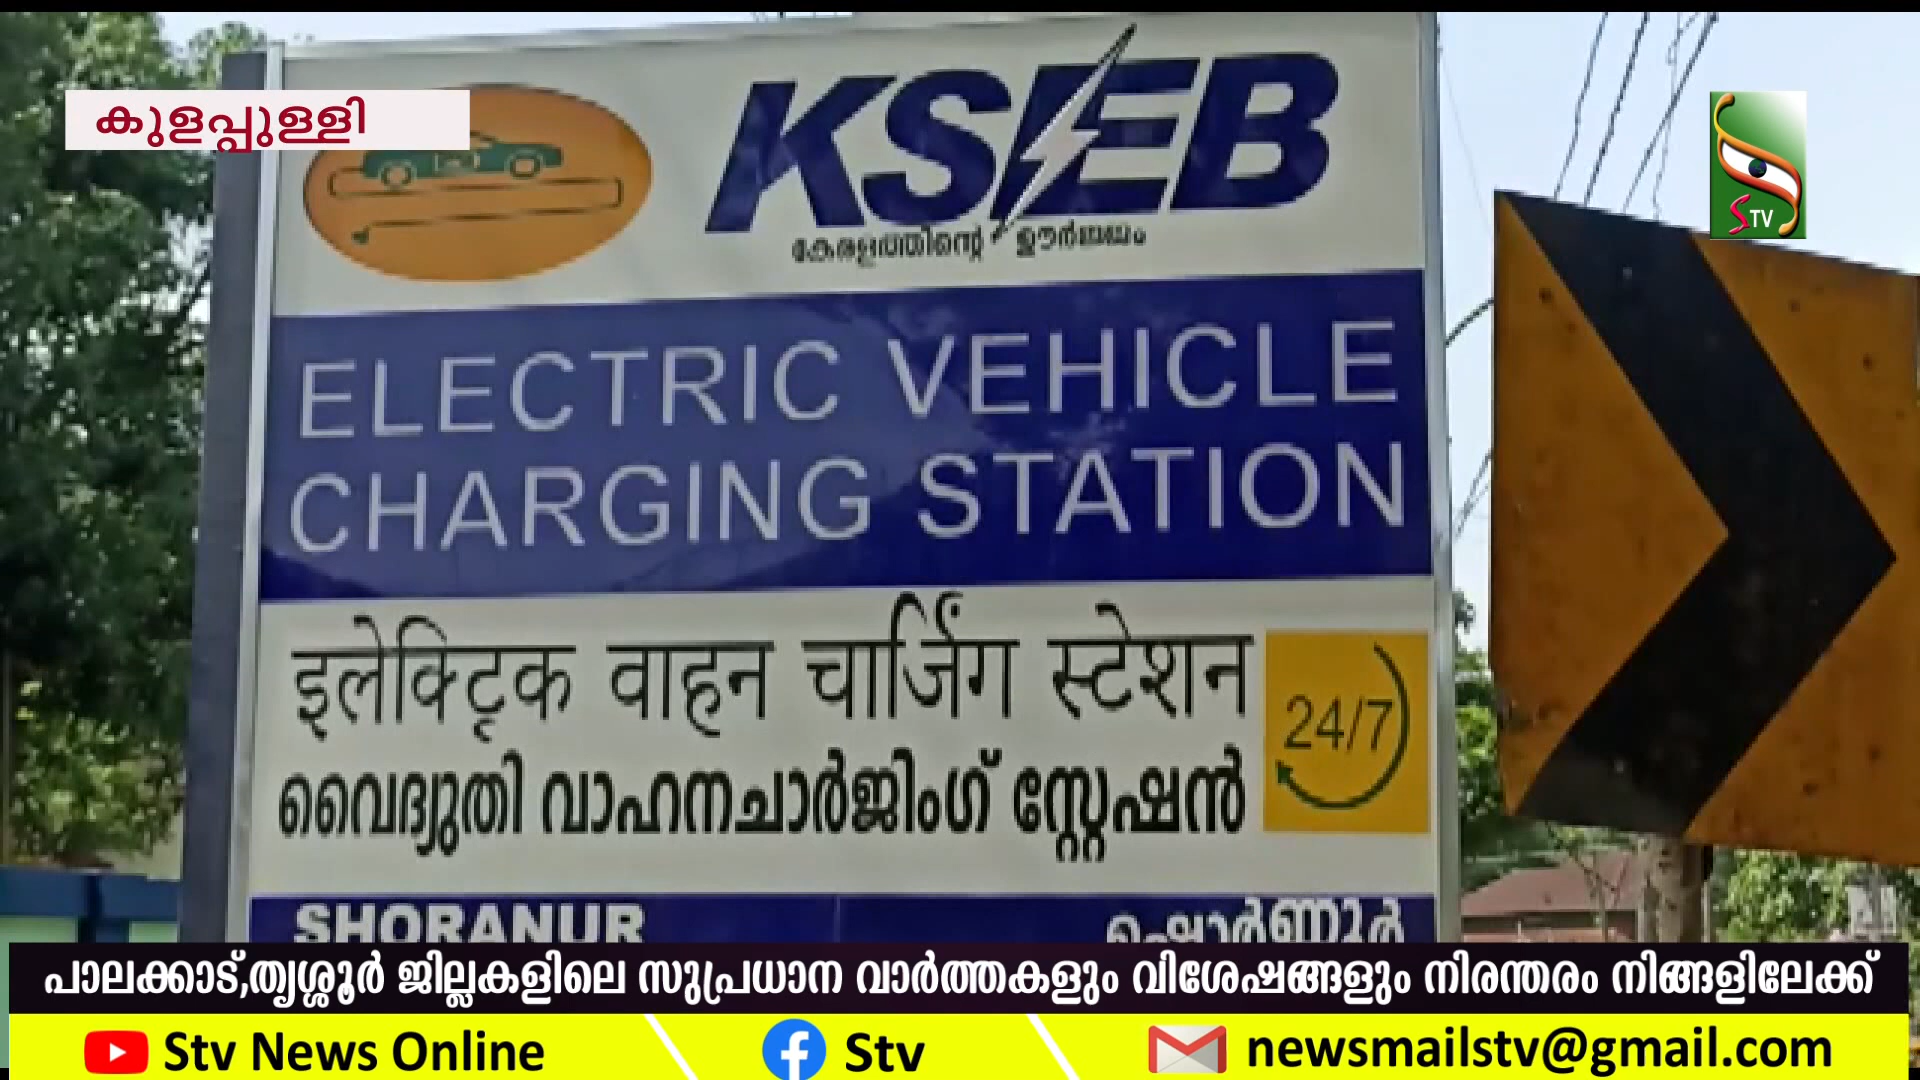 കുളപ്പുള്ളി
KSEB
കേരളത്തിന്റെ ഊർജ്ജം
STV
ELECTRIC VEHICLE
CHARGING STATION
इलेक्ट्रिक वाहन चार्जिंग स्टेशन
24/7
വൈദ്യുതി വാഹനചാർജിംഗ് സ്റ്റേഷൻ
SHORANUR ഷൊർണ്ണൂർ
പാലക്കാട്,തൃശ്ശൂർ ജില്ലകളിലെ സുപ്രധാന വാർത്തകളും വിശേഷങ്ങളും നിരന്തരം നിങ്ങളിലേക്ക്
Stv News Online Stv newsmailstv@gmail.com